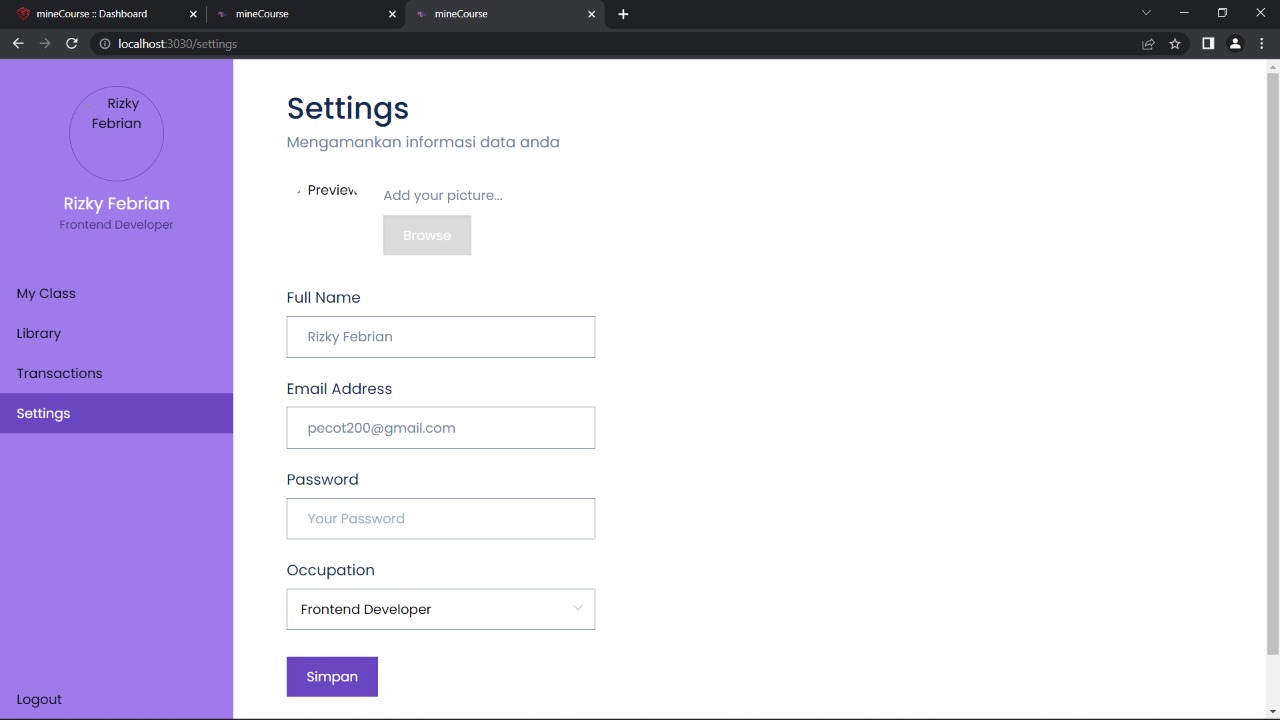 mineCourse :: Dashboard
mineCourse
mineCourse
localhost:3030/settings
Rizky
Febrian
Rizky Febrian
Frontend Developer
My Class
Library
Transactions
Settings
Logout
Settings
Mengamankan informasi data anda
Preview
Add your picture...
Browse
Full Name
Rizky Febrian
Email Address
pecot200@gmail.com
Password
Your Password
Occupation
Frontend Developer
Simpan